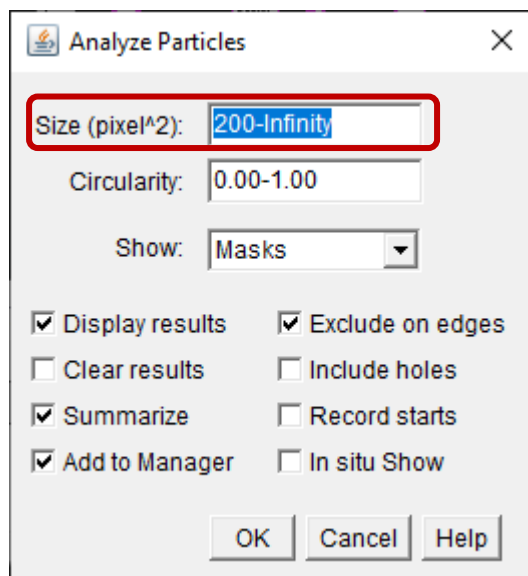 Analyze Particles
Size (pixel^2): 200-Infinity
Circularity: 0.00-1.00
Show: Masks
Display results Exclude on edges
Clear results Include holes
Summarize Record starts
Add to Manager In situ Show
OK Cancel Help